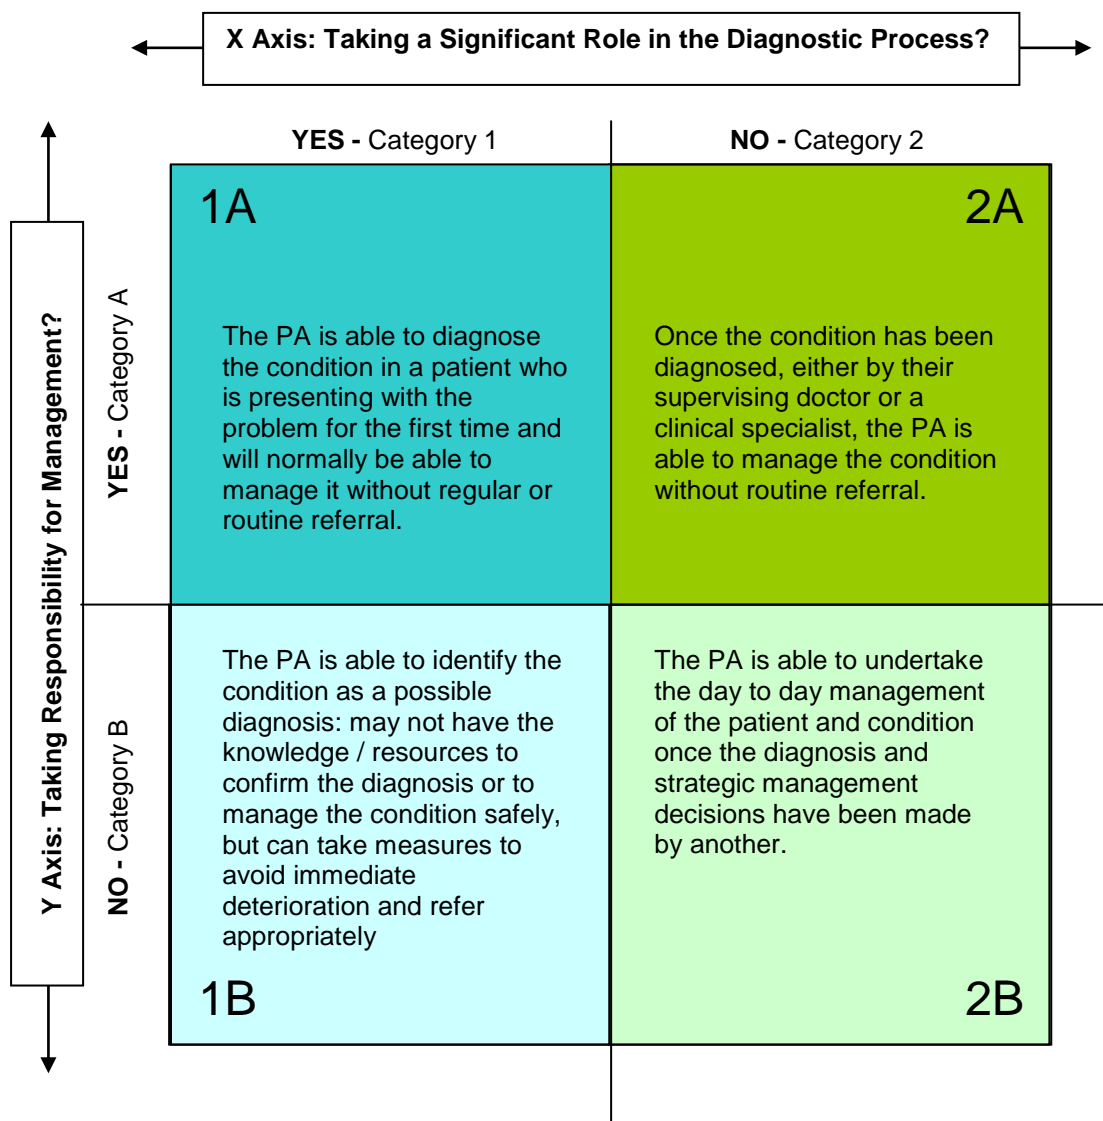 X Axis: Taking a Significant Role in the Diagnostic Process?
YES - Category 1
NO - Category 2
Y Axis: Taking Responsibility for Management?
YES - Category A
1A
The PA is able to diagnose
the condition in a patient who
is presenting with the
problem for the first time and
will normally be able to
manage it without regular or
routine referral.
2A
Once the condition has been
diagnosed, either by their
supervising doctor or a
clinical specialist, the PA is
able to manage the condition
without routine referral.
NO - Category B
The PA is able to identify the
condition as a possible
diagnosis: may not have the
knowledge / resources to
confirm the diagnosis or to
manage the condition safely,
but can take measures to
avoid immediate
deterioration and refer
appropriately
1B
The PA is able to undertake
the day to day management
of the patient and condition
once the diagnosis and
strategic management
decisions have been made
by another.
2B